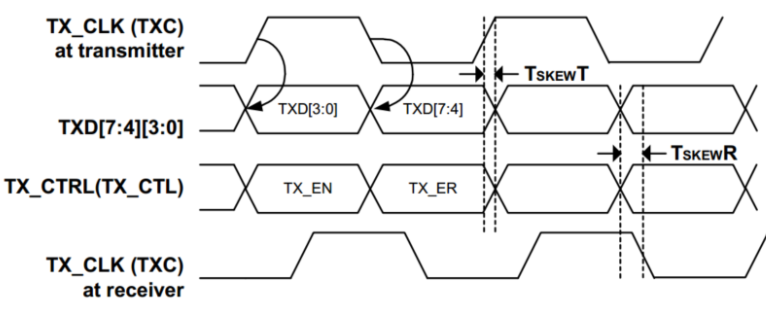 TX_CLK (TXC)
at transmitter
TSKEWT
TXD[7:4][3:0]
TXD[3:0]
TXD[7:4]
TSKEWR
TX_CTRL(TX_CTL)
TX_EN
TX_ER
TX_CLK (TXC)
at receiver